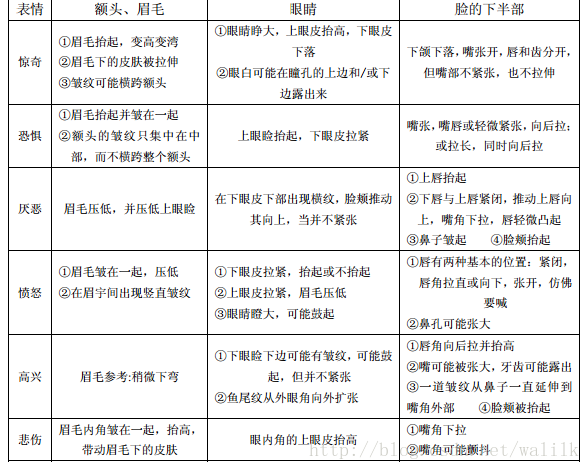 表情
额头、眉毛
眼睛
脸的下半部
惊奇
①眉毛抬起，变高变湾
②眉毛下的皮肤被拉伸
③皱纹可能横跨额头
①眼睛睁大，上眼皮抬高，下眼皮
下落
②眼白可能在瞳孔的上边和/或下
边露出来
下颌下落，嘴张开，唇和齿分开，
但嘴部不紧张，也不拉伸
恐惧
①眉毛抬起并皱在一起
②额头的皱纹只集中在中
部，而不横跨整个额头
上眼睑抬起，下眼皮拉紧
嘴张，嘴唇或轻微紧张，向后拉；
或拉长，同时向后拉
厌恶
眉毛压低，并压低上眼睑
在下眼皮下部出现横纹，脸颊推动
其向上，当并不紧张
①上唇抬起
②下唇与上唇紧闭，推动上唇向
上，嘴角下拉，唇轻微凸起
③鼻子皱起 ④脸颊抬起
愤怒
①眉毛皱在一起，压低
②在眉宇间出现竖直皱纹
①下眼皮拉紧，抬起或不抬起
②上眼皮拉紧，眉毛压低
③眼睛瞪大，可能鼓起
①唇有两种基本的位置：紧闭，
唇角拉直或向下，张开，仿佛
要喊
②鼻孔可能张大
高兴
眉毛参考:稍微下弯
①下眼睑下边可能有皱纹，可能鼓
起，但并不紧张
②鱼尾纹从外眼角向外扩张
①唇角向后拉并抬高
②嘴可能被张大，牙齿可能露出
③一道皱纹从鼻子一直延伸到
嘴角外部 ④脸颊被抬起
悲伤
眉毛内角皱在一起，抬高，
带动眉毛下的皮肤
眼内角的上眼皮抬高
①嘴角下拉
②嘴角可能颤抖